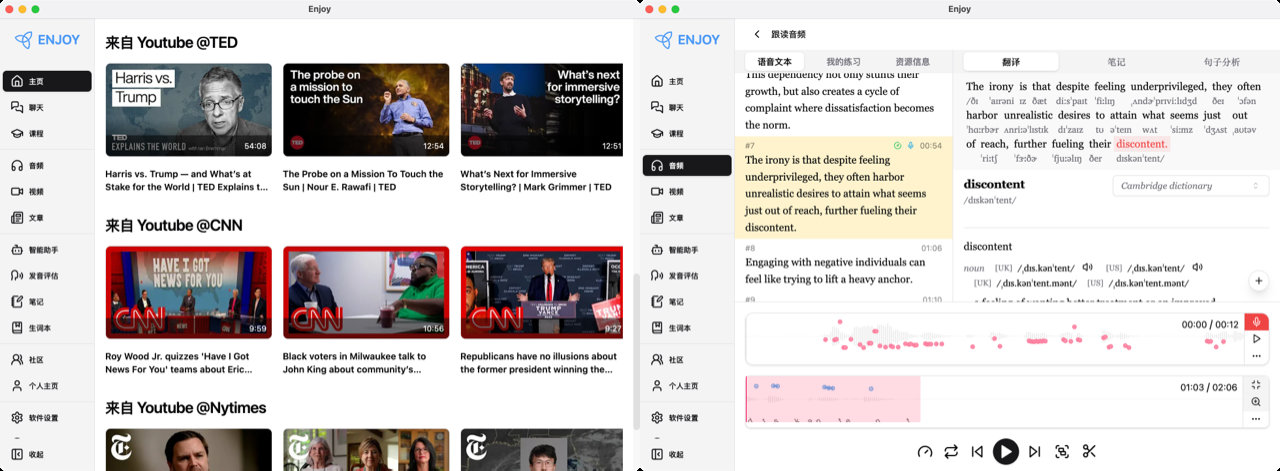 Enjoy
ENJOY
主页
聊天
课程
音频
视频
文章
智能助手
发音评估
笔记
生词本
社区
个人主页
软件设置
收起
来自 Youtube @TED
Harris vs.
Trump
TED
EXPLAINS THE WORLD
54:08
Harris vs. Trump — and What's at
Stake for the World | TED Explains t...
The probe on
a mission to
touch the Sun
TED
12:54
The Probe on a Mission To Touch the
Sun | Nour E. Rawafi | TED
What's next
for immersive
storytelling?
12:51
What's Next for Immersive
Storytelling? | Mark Grimmer | TED
来自 Youtube @CNN
HAVE I GOT
NEWS FOR YOU
CNN
NEWS
9:59
Roy Wood Jr. quizzes 'Have I Got
News For You' teams about Eric...
CNN
10:56
Black voters in Milwaukee talk to
John King about community's...
AMERICA
TRUMP
VANCE
CNN
9:27
Republicans have no illusions about
the former president winning the...
来自 Youtube @Nytimes
Enjoy
ENJOY
主页
聊天
课程
音频
视频
文章
智能助手
发音评估
笔记
生词本
社区
个人主页
软件设置
收起
跟读音频
语音文本 我的练习 资源信息
This dependency not only stunts their
growth, but also creates a cycle of
complaint where dissatisfaction becomes
the norm.
#7 00:54
The irony is that despite feeling
underprivileged, they often harbor
unrealistic desires to attain what seems
just out of reach, further fueling their
discontent.
#8 01:06
Engaging with negative individuals can
feel like trying to lift a heavy anchor.
#9 01:10
翻译 笔记 句子分析
The irony is that despite feeling underprivileged, they often
harbor unrealistic desires to attain what seems just out
of reach, further fueling their discontent.
discontent
/dɪskənˈtent/
Cambridge dictionary
discontent
noun [UK] /ˌdɪs.kənˈtent/ [US] /ˌdɪs.kənˈtent/
[UK] /ˌdɪs.kənˈtent.mənt/ [US] /ˌdɪs.kənˈtent.mənt/
00:00 / 00:12
01:03 / 02:06